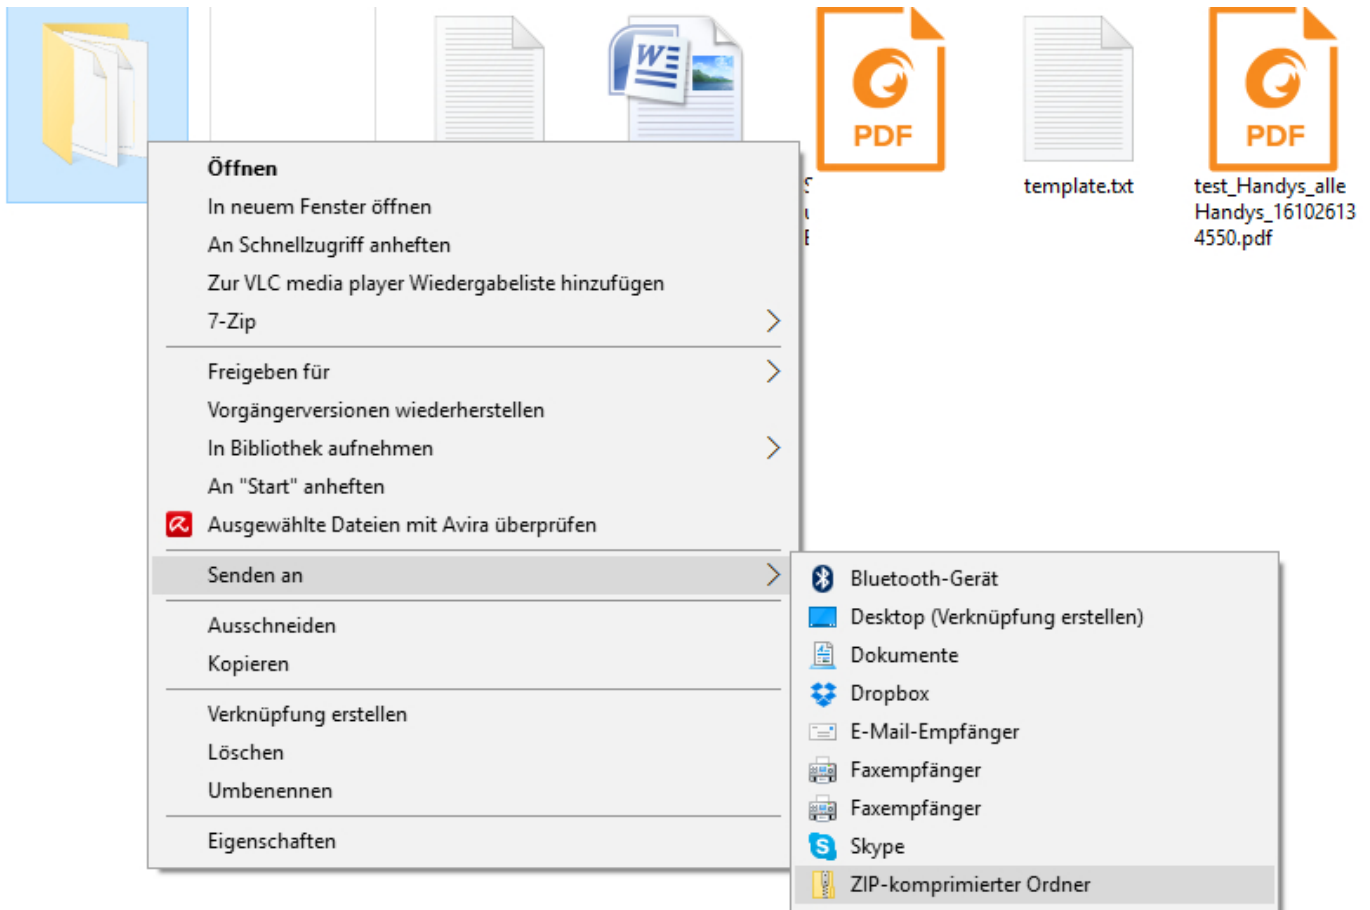 W
PDF
PDF
template.txt
test_Handys_alle
Handys_16102613
4550.pdf
Öffnen
In neuem Fenster öffnen
An Schnellzugriff anheften
Zur VLC media player Wiedergabeliste hinzufügen
7-Zip
Freigeben für
Vorgängerversionen wiederherstellen
In Bibliothek aufnehmen
An "Start" anheften
Ausgewählte Dateien mit Avira überprüfen
Senden an
Ausschneiden
Kopieren
Verknüpfung erstellen
Löschen
Umbenennen
Eigenschaften
Bluetooth-Gerät
Desktop (Verknüpfung erstellen)
Dokumente
Dropbox
E-Mail-Empfänger
Faxempfänger
Faxempfänger
Skype
ZIP-komprimierter Ordner